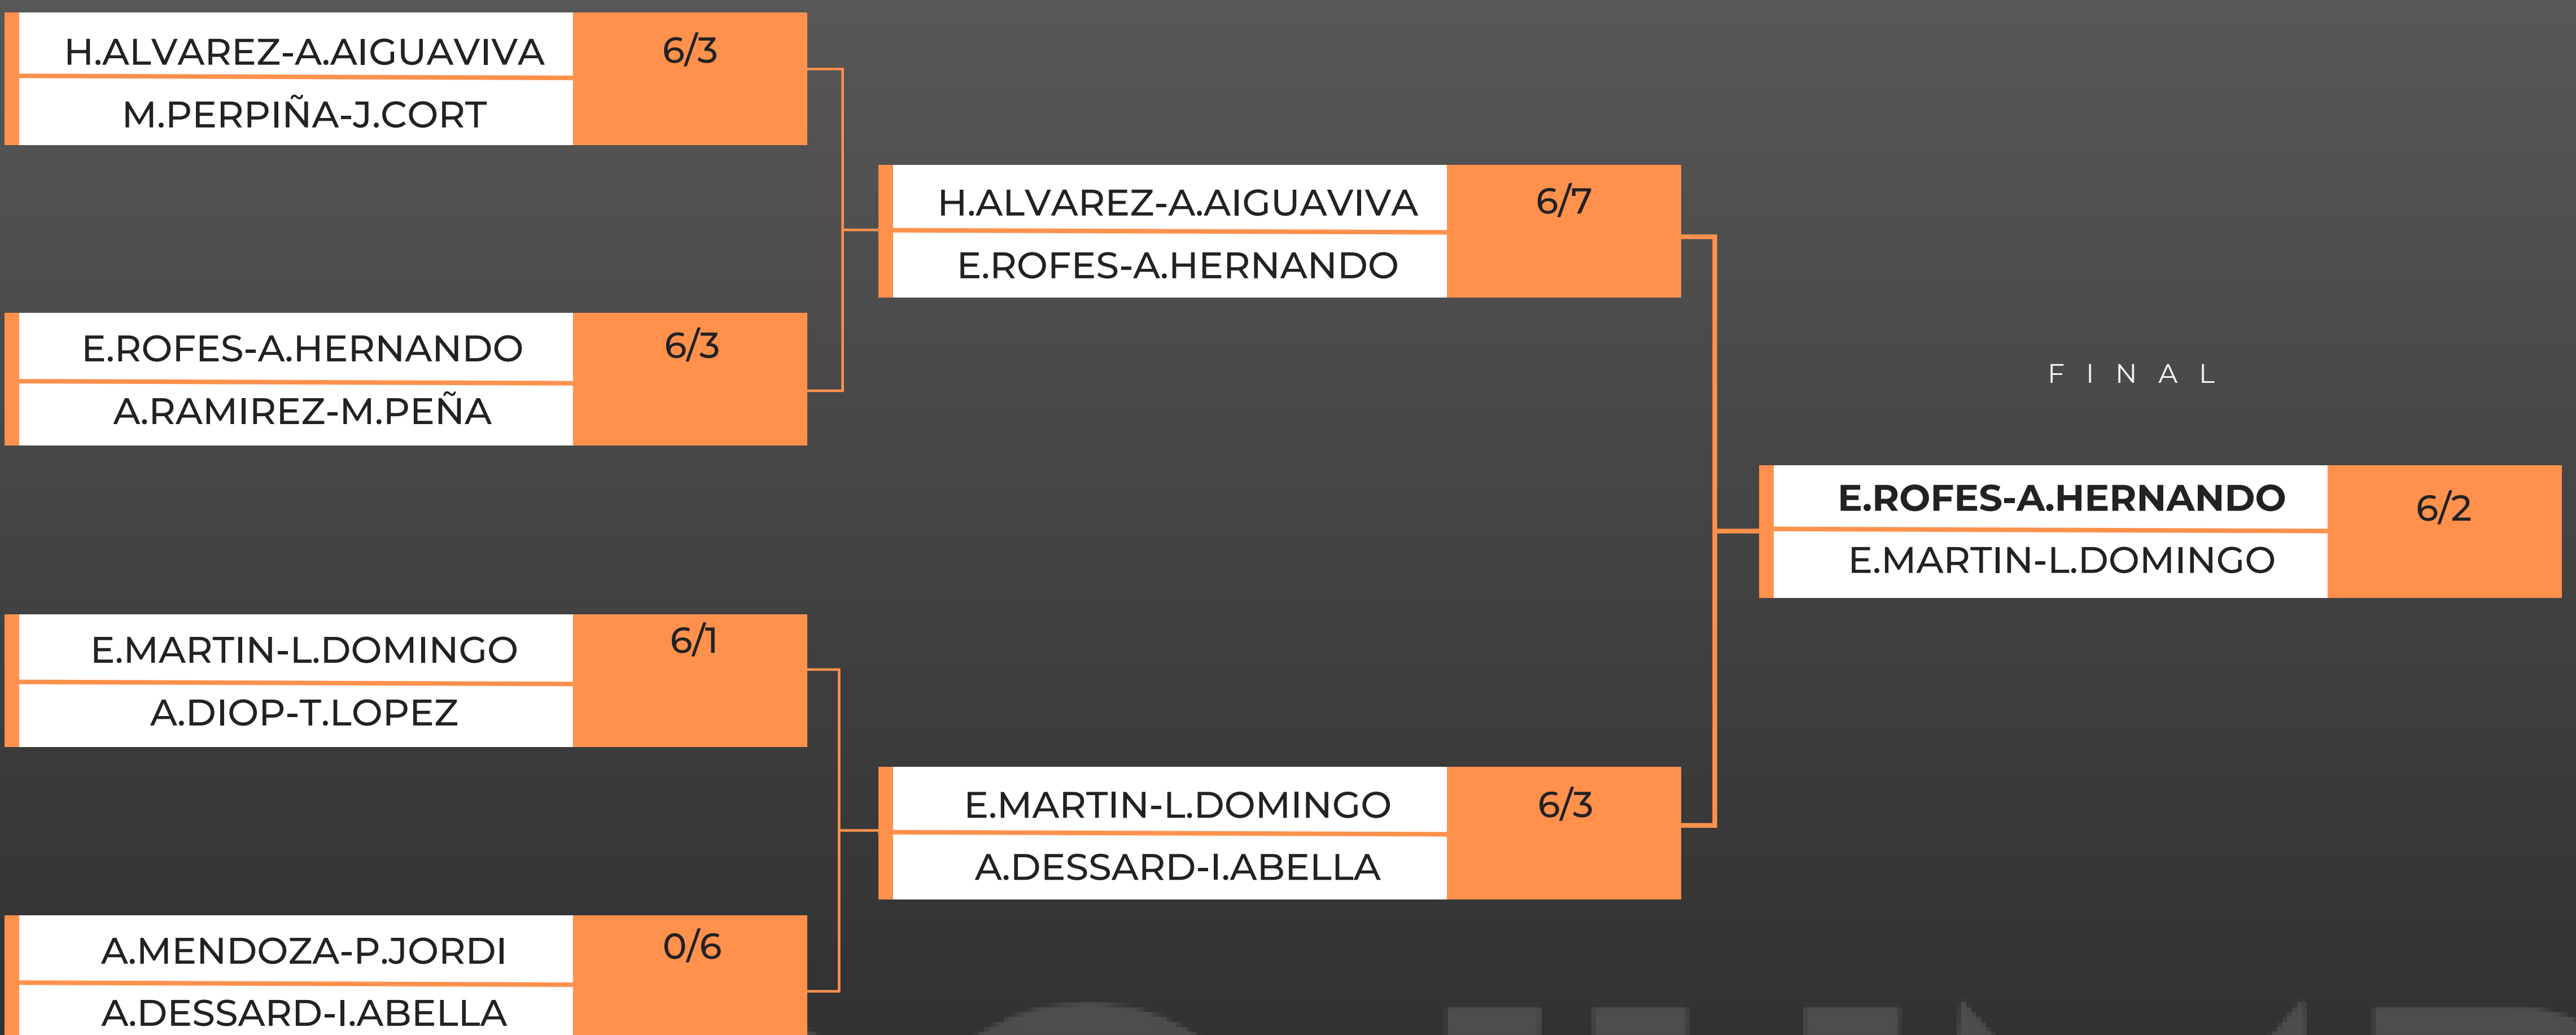 H.ALVAREZ-A.AIGUAVIVA 6/3
M.PERPIÑA-J.CORT
E.ROFES-A.HERNANDO 6/3
A.RAMIREZ-M.PEÑA
E.MARTIN-L.DOMINGO 6/1
A.DIOP-T.LOPEZ
A.MENDOZA-P.JORDI 0/6
A.DESSARD-I.ABELLA
H.ALVAREZ-A.AIGUAVIVA 6/7
E.ROFES-A.HERNANDO
E.MARTIN-L.DOMINGO 6/3
A.DESSARD-I.ABELLA
FINAL
E.ROFES-A.HERNANDO 6/2
E.MARTIN-L.DOMINGO